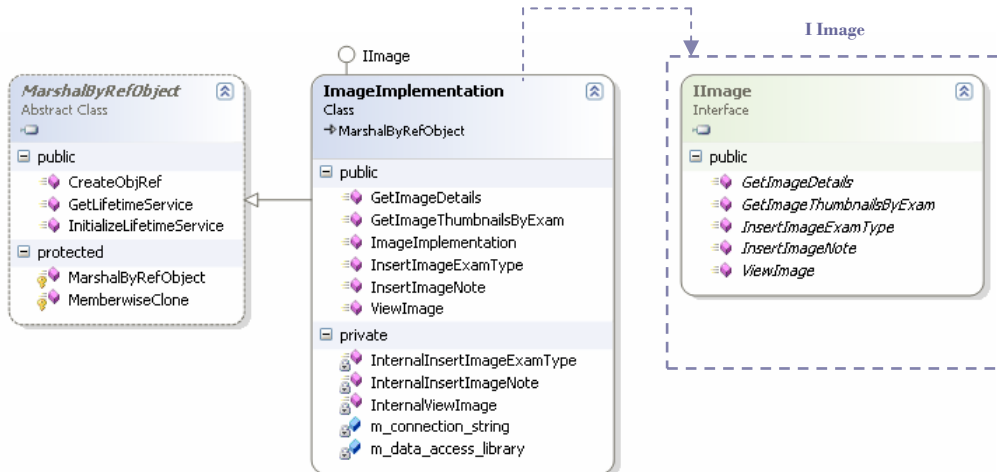 I Image
IImage
MarshalByRefObject
Abstract Class
public
CreateObjRef
GetLifetimeService
InitializeLifetimeService
protected
MarshalByRefObject
MemberwiseClone
ImageImplementation
Class
MarshalByRefObject
public
GetImageDetails
GetImageThumbnailsByExam
ImageImplementation
InsertImageExamType
InsertImageNote
ViewImage
private
InternalInsertImageExamType
InternalInsertImageNote
InternalViewImage
m_connection_string
m_data_access_library
IImage
Interface
public
GetImageDetails
GetImageThumbnailsByExam
InsertImageExamType
InsertImageNote
ViewImage